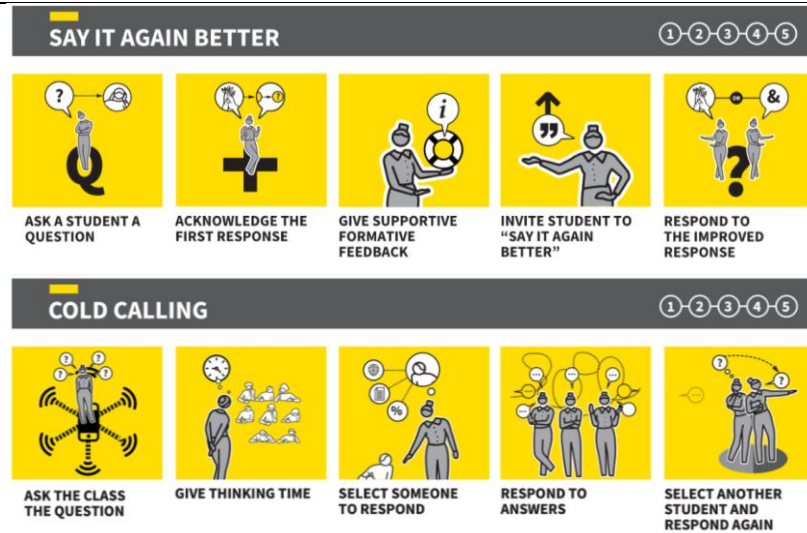 SAY IT AGAIN BETTER
1-2-3-4-5
? ?
Q
i
"
OR &
?
ASK A STUDENT A
QUESTION
ACKNOWLEDGE THE
FIRST RESPONSE
GIVE SUPPORTIVE
FORMATIVE
FEEDBACK
INVITE STUDENT TO
“SAY IT AGAIN
BETTER”
RESPOND TO
THE IMPROVED
RESPONSE
COLD CALLING
1-2-3-4-5
? ? ? ?
%
... ... ... ... ...
? ?
...
ASK THE CLASS
THE QUESTION
GIVE THINKING TIME
SELECT SOMEONE
TO RESPOND
RESPOND TO
ANSWERS
SELECT ANOTHER
STUDENT AND
RESPOND AGAIN